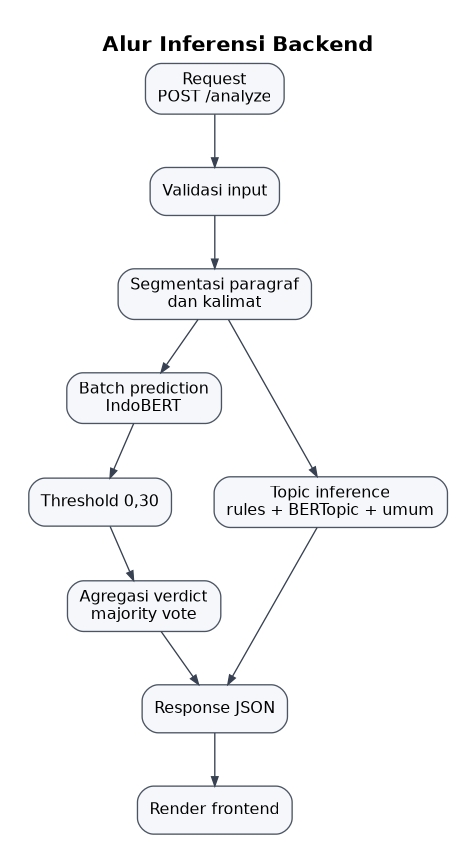 Alur Inferensi Backend
Request
POST /analyze
Validasi input
Segmentasi paragraf
dan kalimat
Batch prediction
IndoBERT
Threshold 0,30
Topic inference
rules + BERTopic + umum
Agregasi verdict
majority vote
Response JSON
Render frontend